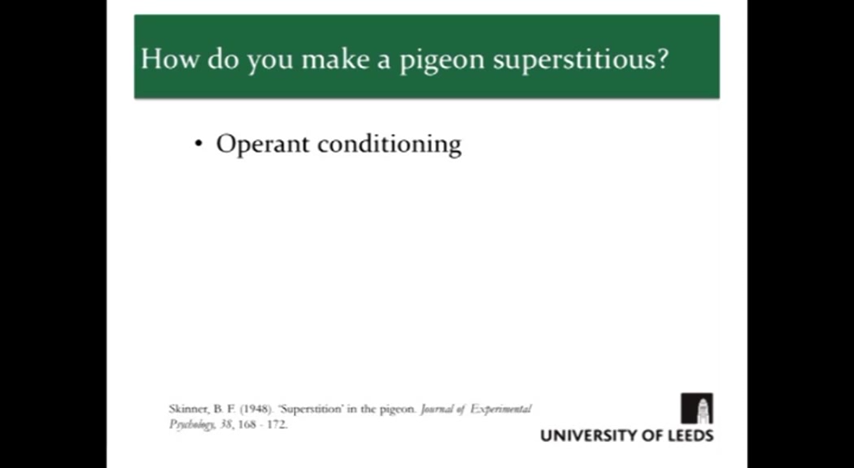 How do you make a pigeon superstitious?
• Operant conditioning
Skinner, B. F. (1948). 'Superstition' in the pigeon. Journal of Experimental
Psychology, 38, 168 - 172.
UNIVERSITY OF LEEDS